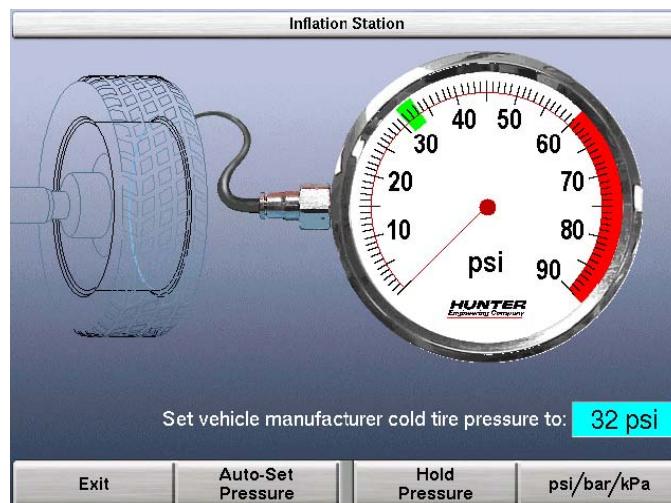 Inflation Station
40 50
30 60
20 70
10 80
psi 90
HUNTER
Engineering Company
Set vehicle manufacturer cold tire pressure to: 32 psi
Exit Auto-Set Pressure Hold Pressure psi/bar/kPa